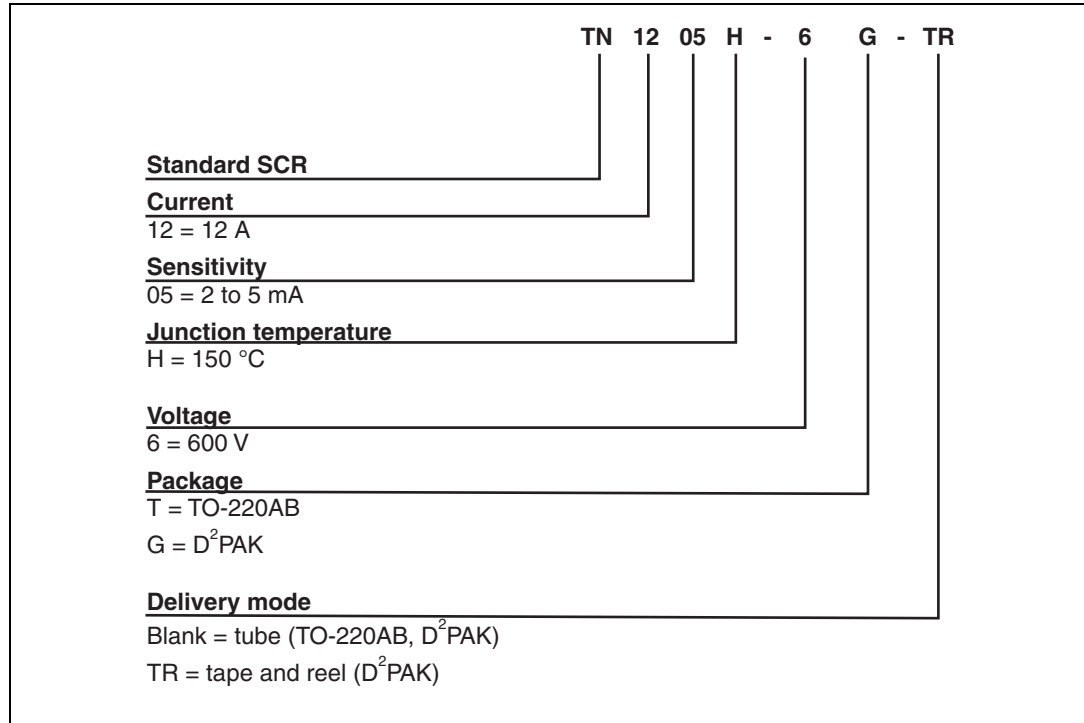 TN 12 05 H - 6 G - TR
Standard SCR
Current
12 = 12 A
Sensitivity
05 = 2 to 5 mA
Junction temperature
H = 150 °C
Voltage
6 = 600 V
Package
T = TO-220AB
G = D²PAK
Delivery mode
Blank = tube (TO-220AB, D²PAK)
TR = tape and reel (D²PAK)